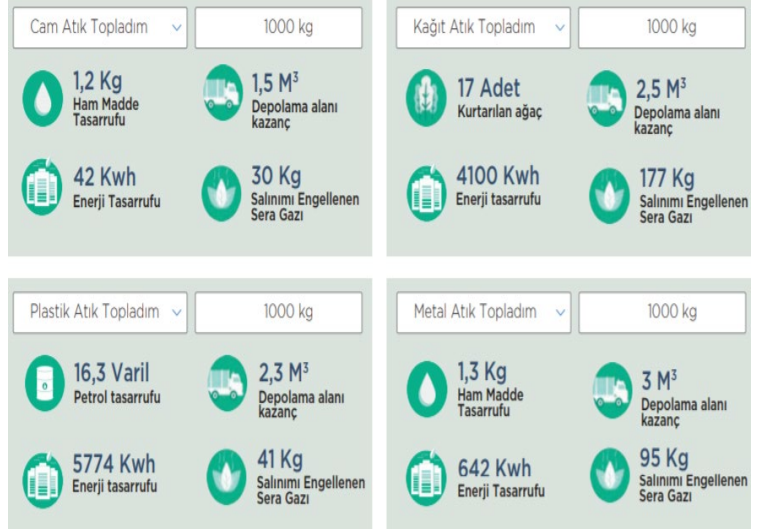 Cam Atık Topladım
1000 kg
1,2 Kg
Ham Madde
Tasarrufu
1,5 M³
Depolama alanı
kazanç
42 Kwh
Enerji Tasarrufu
30 Kg
Salınımı Engellenen
Sera Gazı
Kağıt Atık Topladım
1000 kg
17 Adet
Kurtarılan ağaç
2,5 M³
Depolama alanı
kazanç
4100 Kwh
Enerji tasarrufu
177 Kg
Salınımı Engellenen
Sera Gazı
Plastik Atık Topladım
1000 kg
16,3 Varil
Petrol tasarrufu
2,3 M³
Depolama alanı
kazanç
5774 Kwh
Enerji tasarrufu
41 Kg
Salınımı Engellenen
Sera Gazı
Metal Atık Topladım
1000 kg
1,3 Kg
Ham Madde
Tasarrufu
3 M³
Depolama alanı
kazanç
642 Kwh
Enerji Tasarrufu
95 Kg
Salınımı Engellenen
Sera Gazı